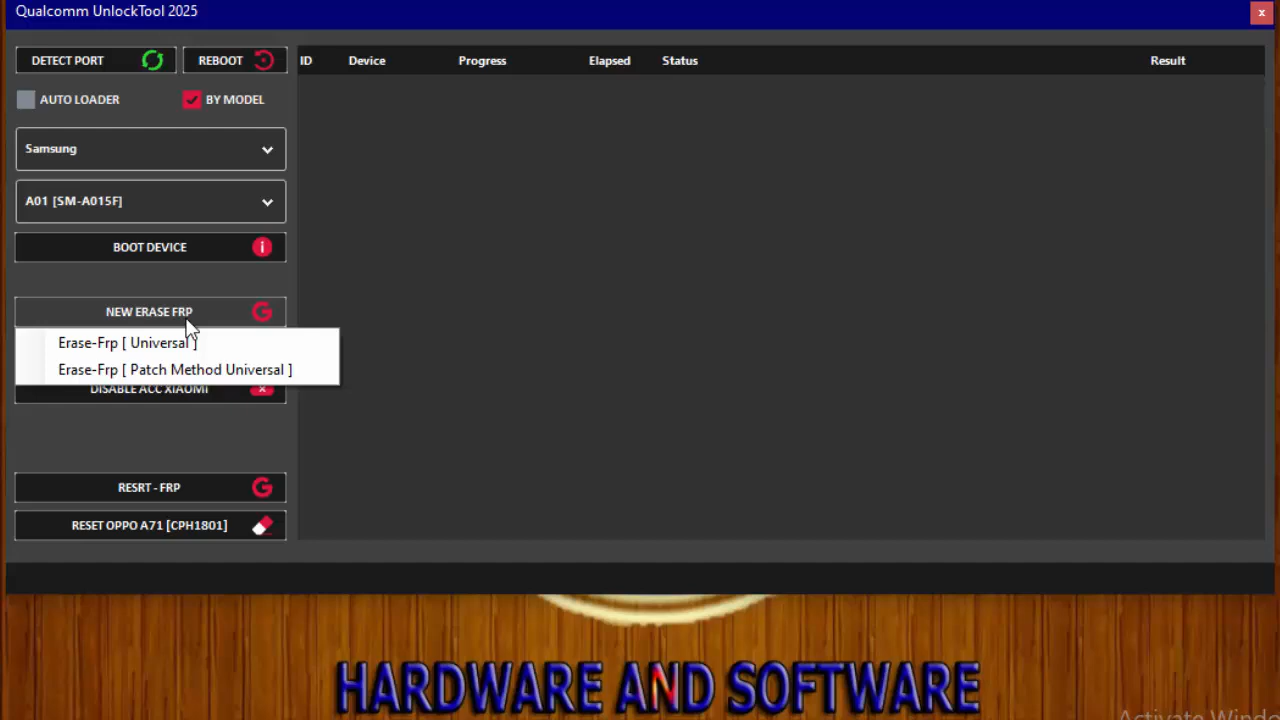 Qualcomm UnlockTool 2025
x
DETECT PORT
REBOOT
ID Device Progress Elapsed Status Result
AUTO LOADER
BY MODEL
Samsung
A01 [SM-A015F]
BOOT DEVICE
i
NEW ERASE FRP
G
Erase-Frp [ Universal ]
Erase-Frp [ Patch Method Universal ]
DISABLE ACC XIAOMI
RESRT - FRP
G
RESET OPPO A71 [CPH1801]
HARDWARE AND SOFTWARE
Activate